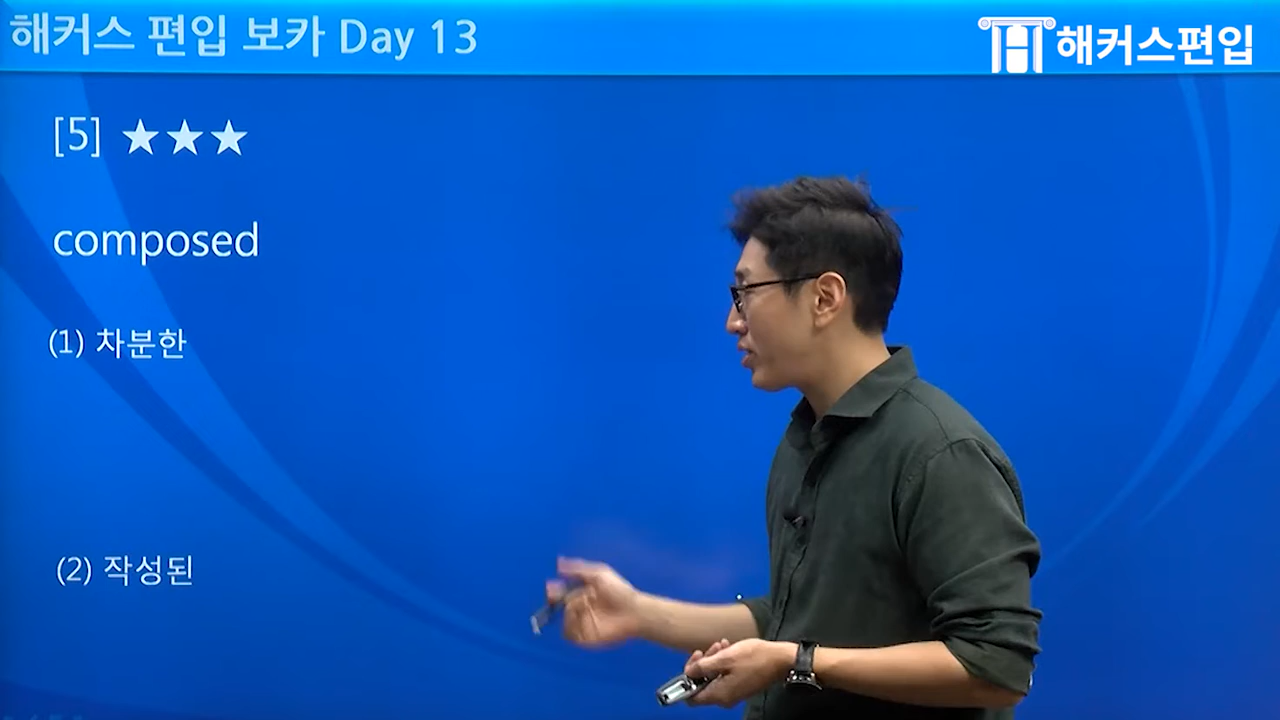 해커스 편입 보카 Day 13
해커스편입
[5] ★★★
composed
(1) 차분한
(2) 작성된